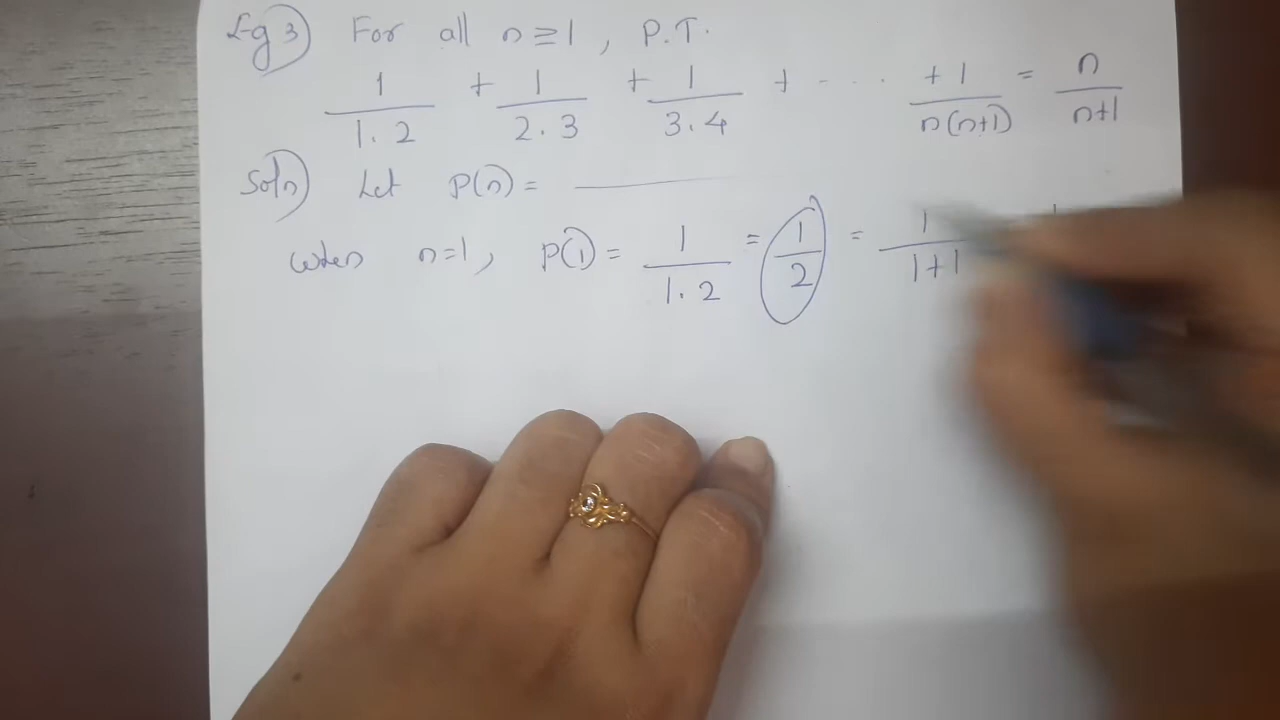 Eg 3) For all n ≥ 1, P.T.
1/1.2 + 1/2.3 + 1/3.4 + - . . . + 1/n(n+1) = n/n+1
Soln) Let P(n) = ———
when n=1, P(1) = 1/1.2 = 1/2 = 1/1+1